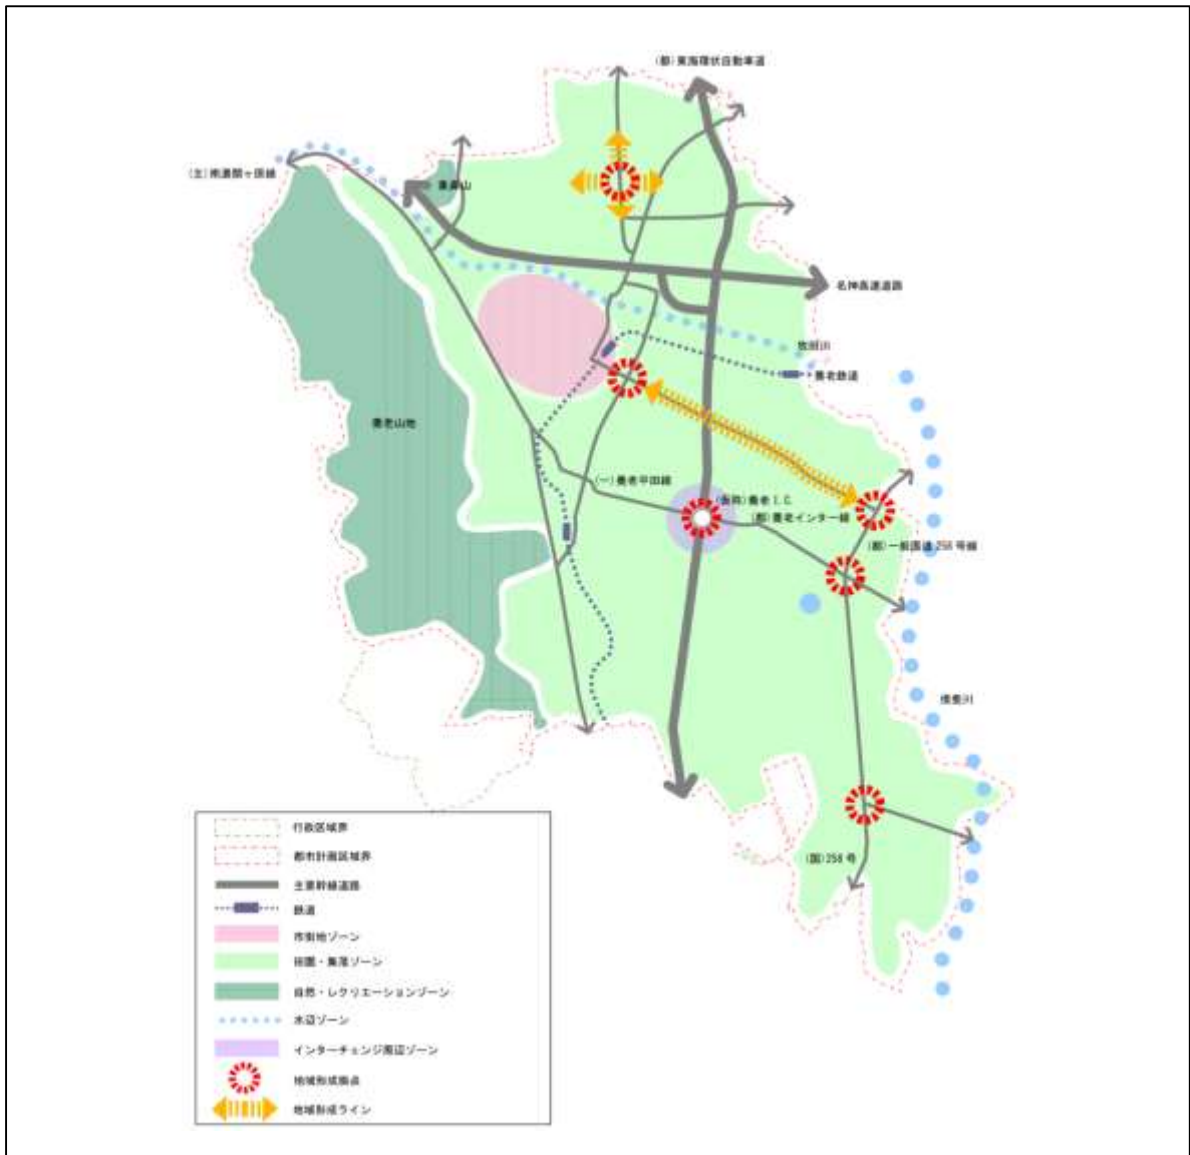 (都)東海環状自動車道
(主)南濃関ヶ原線
象鼻山
名神高速道路
牧田川
養老鉄道
養老山地
(一)養老平田線
(仮称)養老I.C.
(都)養老インター線
(都)一般国道258号線
揖斐川
(国)258号
行政区域界
都市計画区域界
主要幹線道路
鉄道
市街地ゾーン
田園・集落ゾーン
自然・レクリエーションゾーン
水辺ゾーン
インターチェンジ周辺ゾーン
地域形成拠点
地域形成ライン